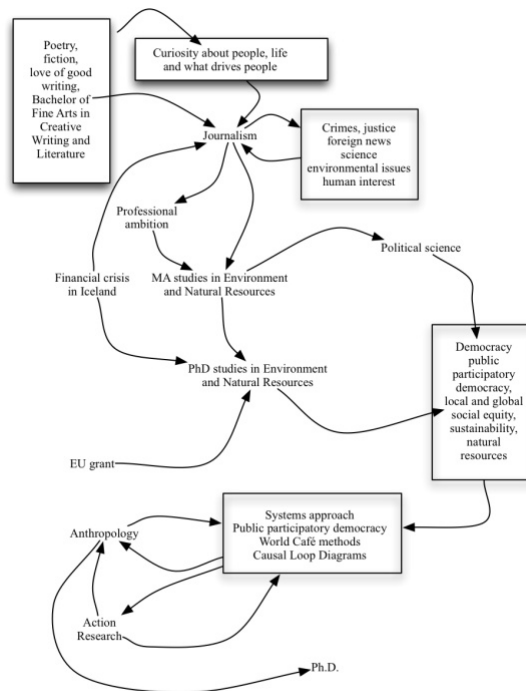 Poetry,
fiction,
love of good
writing,
Bachelor of
Fine Arts in
Creative
Writing and
Literature
Curiosity about people, life
and what drives people
Journalism
Crimes, justice
foreign news
science
environmental issues
human interest
Professional
ambition
Political science
Financial crisis
in Iceland
MA studies in Environment
and Natural Resources
PhD studies in Environment
and Natural Resources
Democracy
public
participatory
democracy,
local and global
social equity,
sustainability,
natural
resources
EU grant
Systems approach
Public participatory democracy
World Café methods
Causal Loop Diagrams
Anthropology
Action
Research
Ph.D.